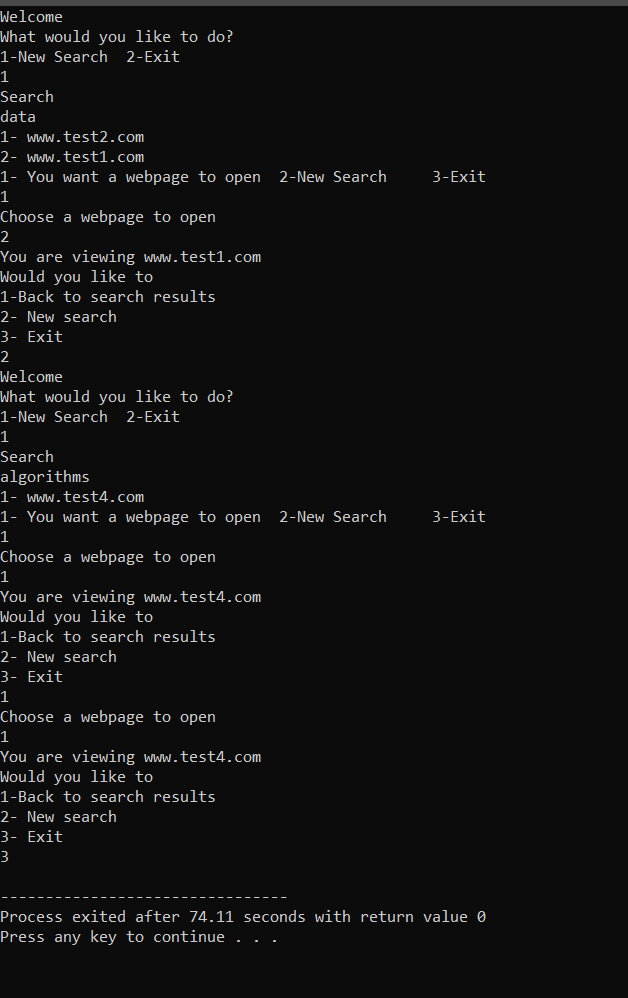 Welcome
What would you like to do?
1-New Search  2-Exit
1
Search
data
1- www.test2.com
2- www.test1.com
1- You want a webpage to open  2-New Search     3-Exit
1
Choose a webpage to open
2
You are viewing www.test1.com
Would you like to
1-Back to search results
2- New search
3- Exit
2
Welcome
What would you like to do?
1-New Search  2-Exit
1
Search
algorithms
1- www.test4.com
1- You want a webpage to open  2-New Search     3-Exit
1
Choose a webpage to open
1
You are viewing www.test4.com
Would you like to
1-Back to search results
2- New search
3- Exit
1
Choose a webpage to open
1
You are viewing www.test4.com
Would you like to
1-Back to search results
2- New search
3- Exit
3
--------------------------------
Process exited after 74.11 seconds with return value 0
Press any key to continue . . .